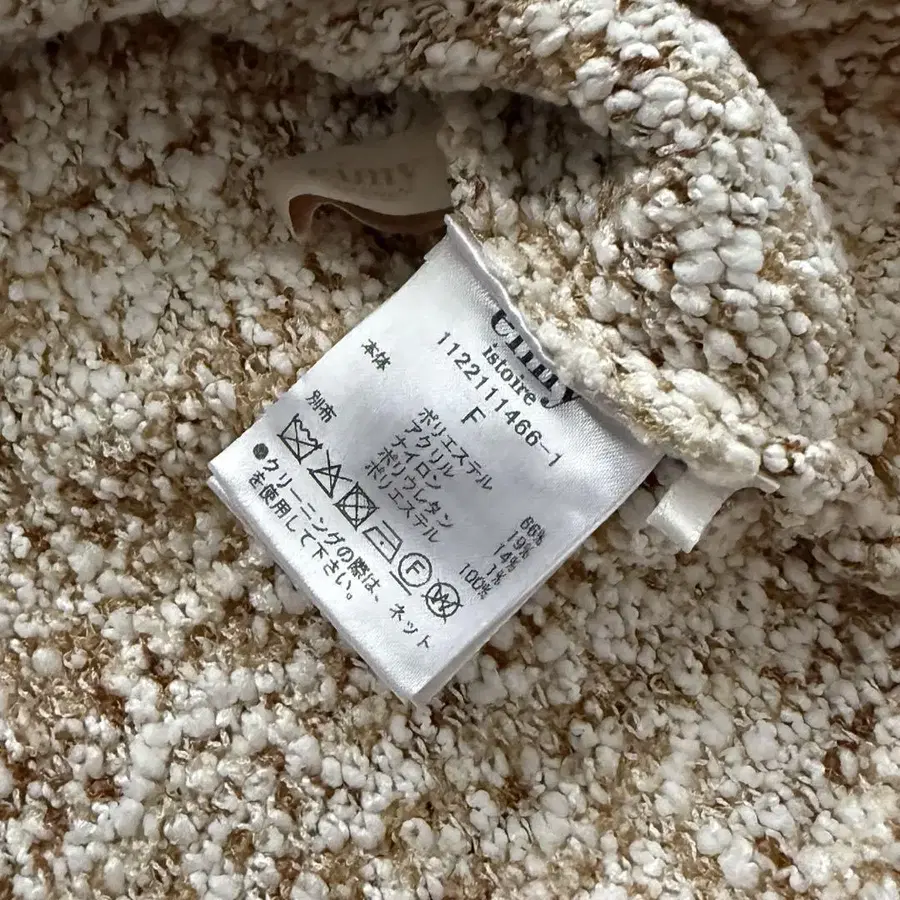 emmy
istoire
1122111466-1
F
本体 ポリエステル 66%
アクリル 19%
ナイロン 14%
ポリウレタン 1%
別布 ポリエステル 100%
F
W
●クリーニングの際は、ネット
を使用して下さい。